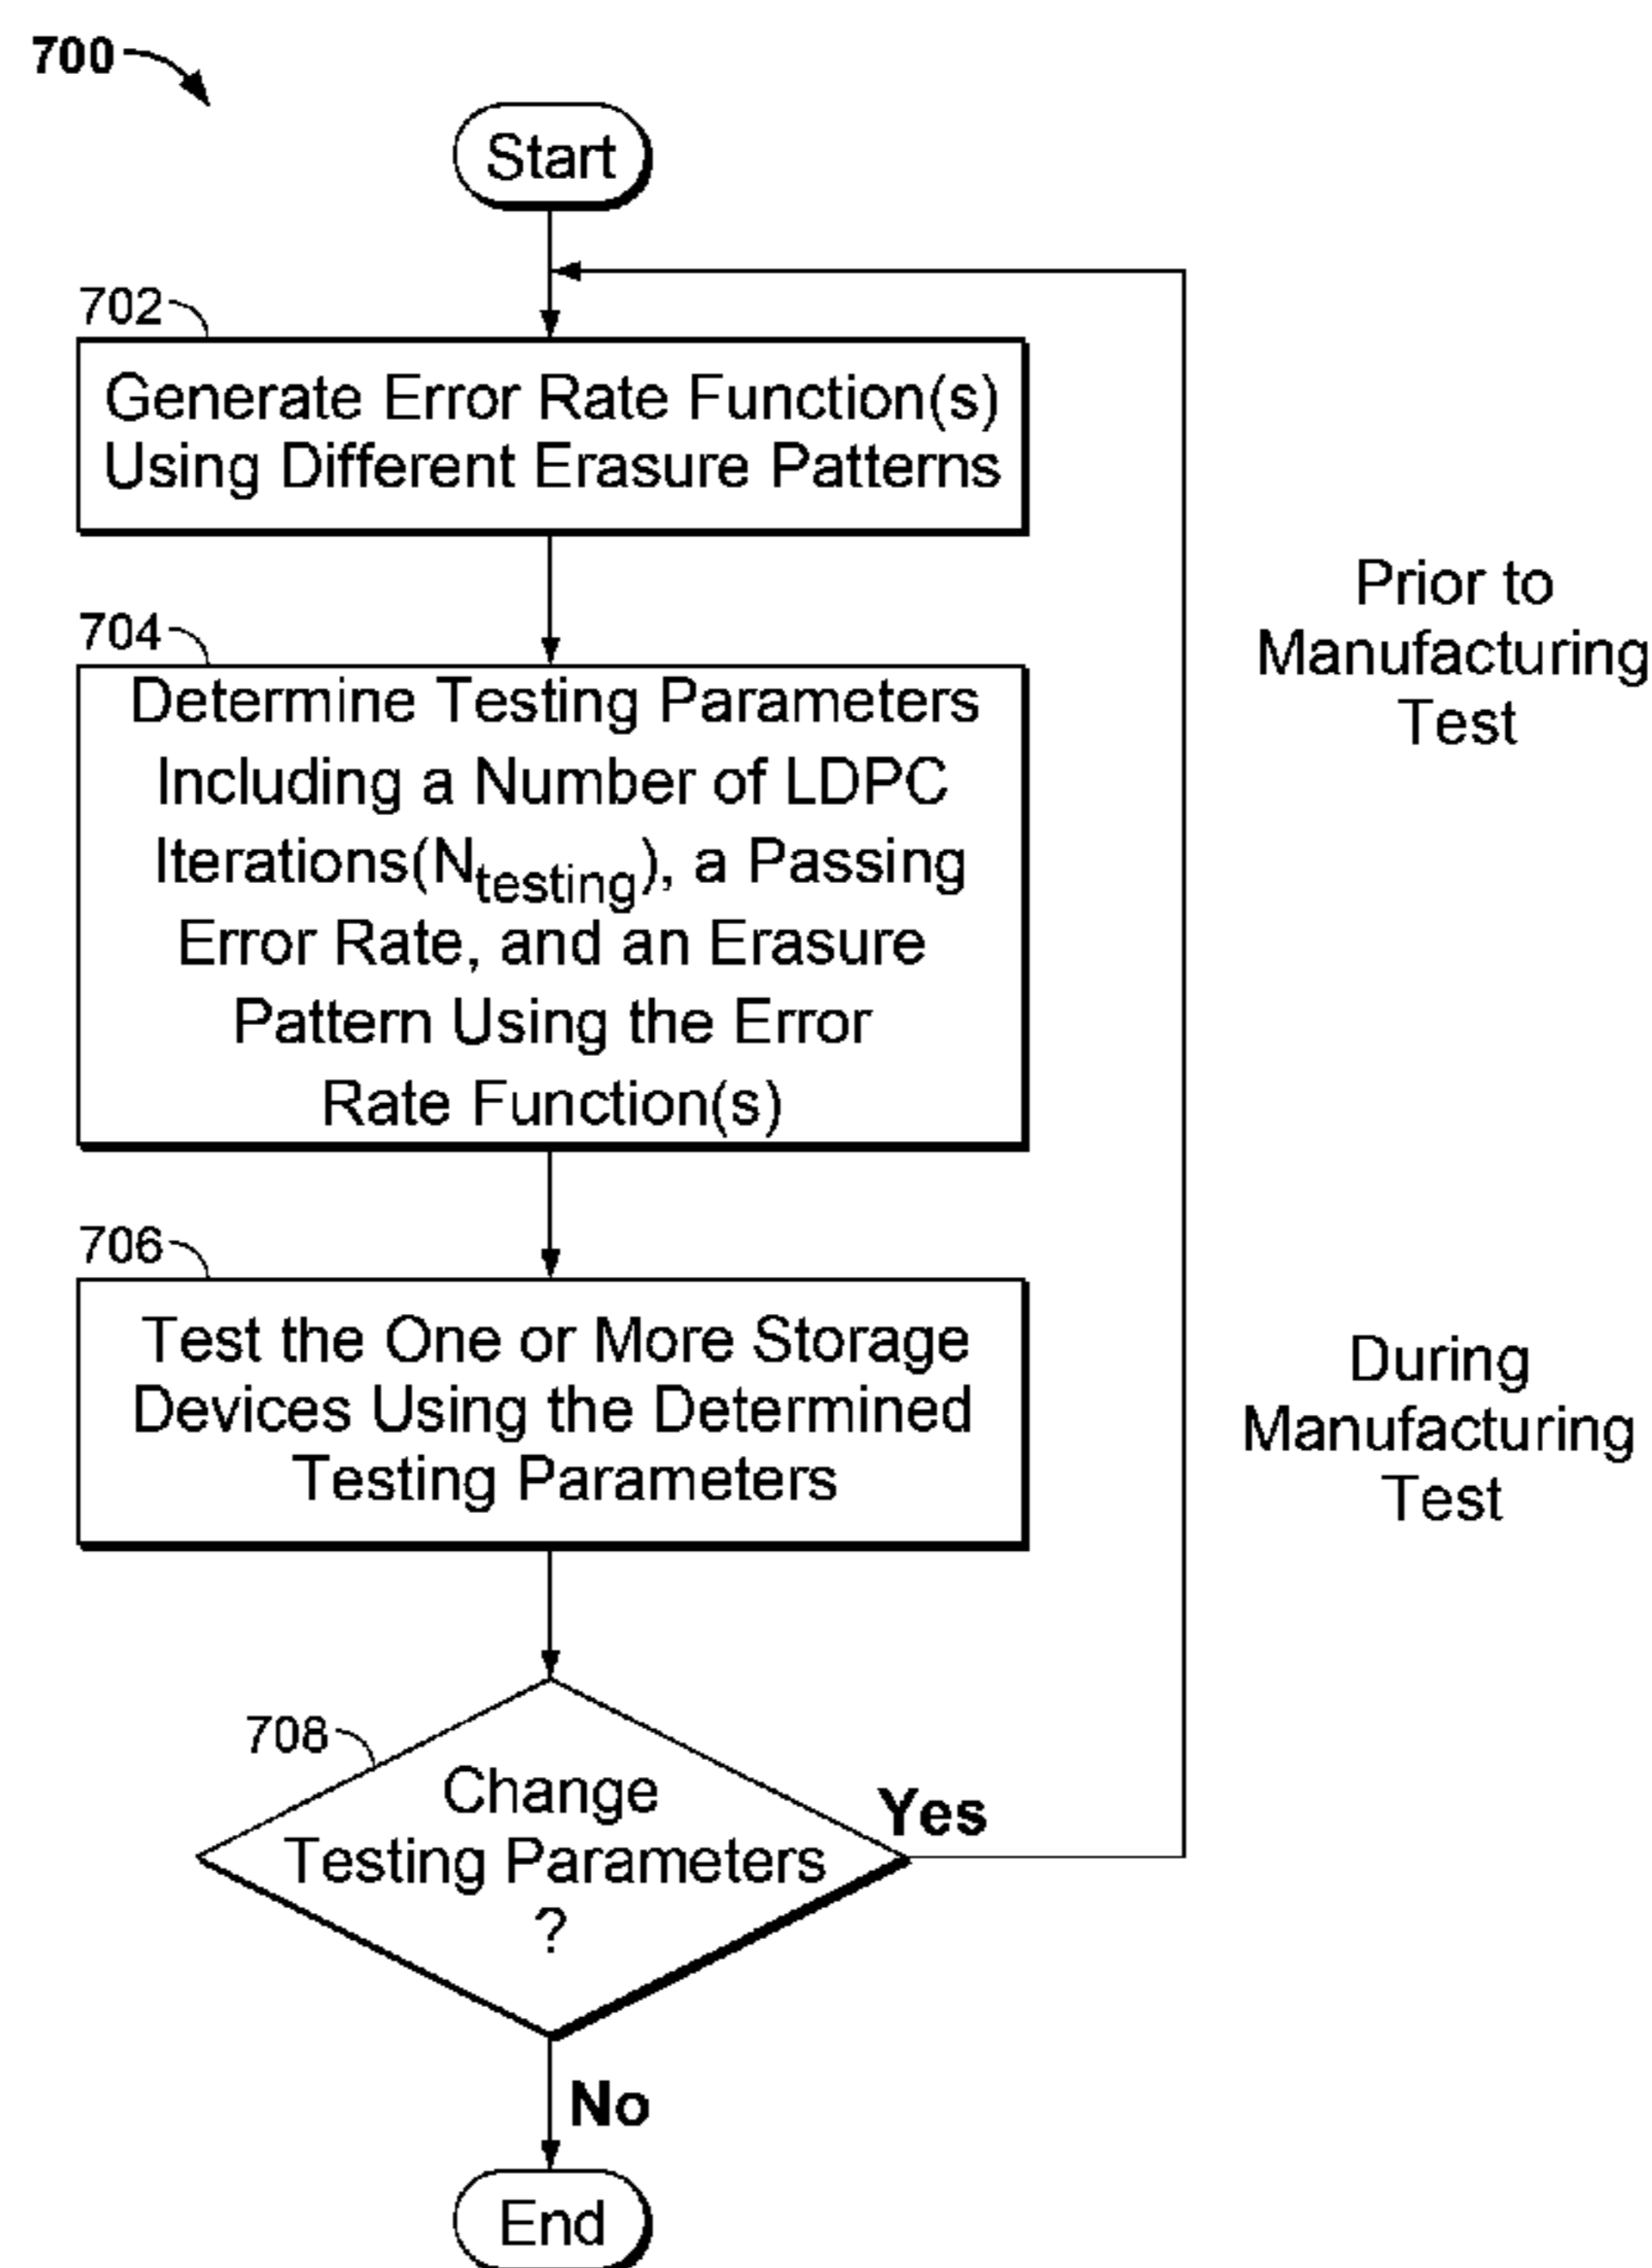 700
Start
702
Generate Error Rate Function(s)
Using Different Erasure Patterns
Prior to
Manufacturing
Test
704
Determine Testing Parameters
Including a Number of LDPC
Iterations(Ntesting), a Passing
Error Rate, and an Erasure
Pattern Using the Error
Rate Function(s)
706
Test the One or More Storage
Devices Using the Determined
Testing Parameters
During
Manufacturing
Test
708
Change
Testing Parameters
?
Yes
No
End